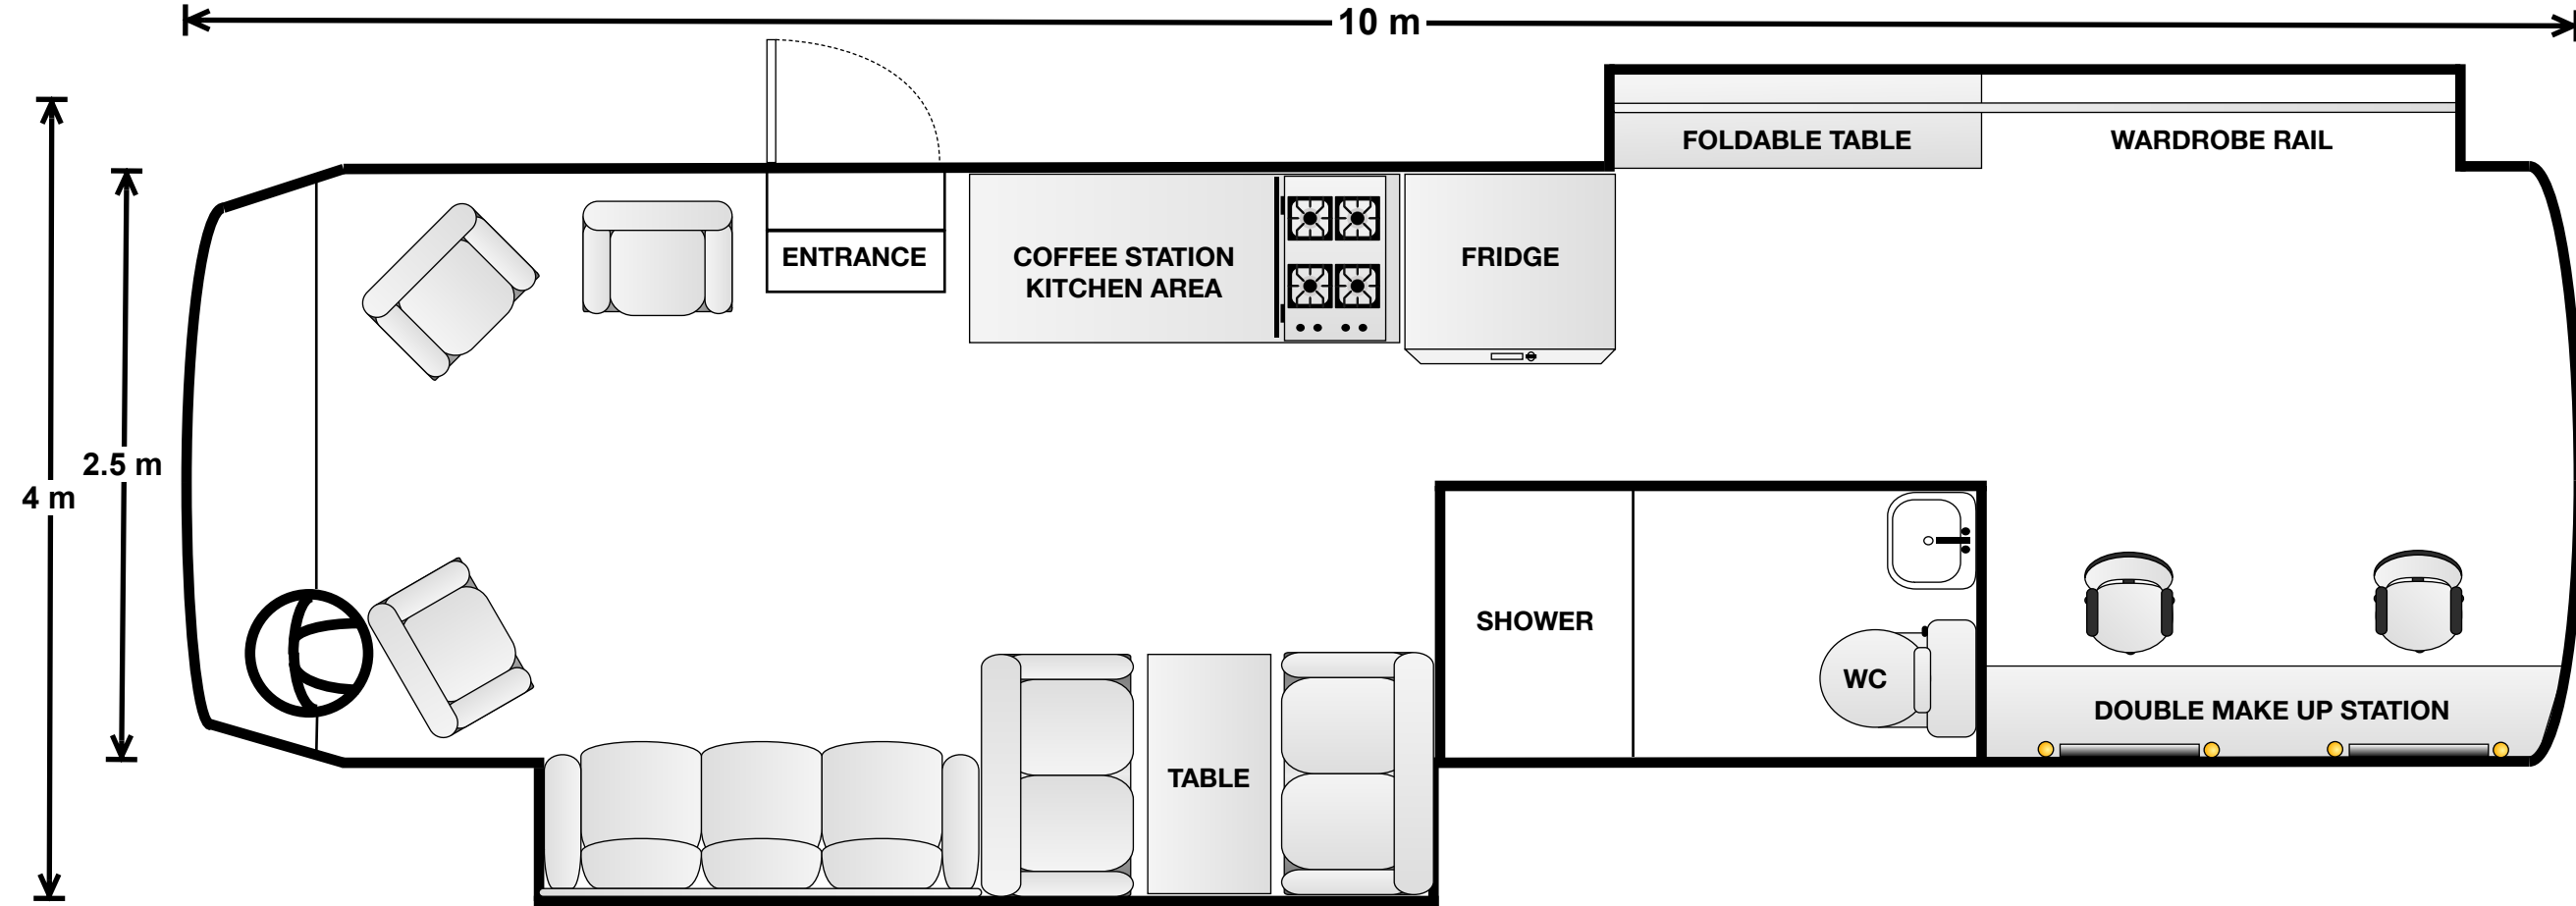 10 m
FOLDABLE TABLE
WARDROBE RAIL
ENTRANCE
COFFEE STATION
KITCHEN AREA
FRIDGE
2.5 m
4 m
SHOWER
WC
DOUBLE MAKE UP STATION
TABLE